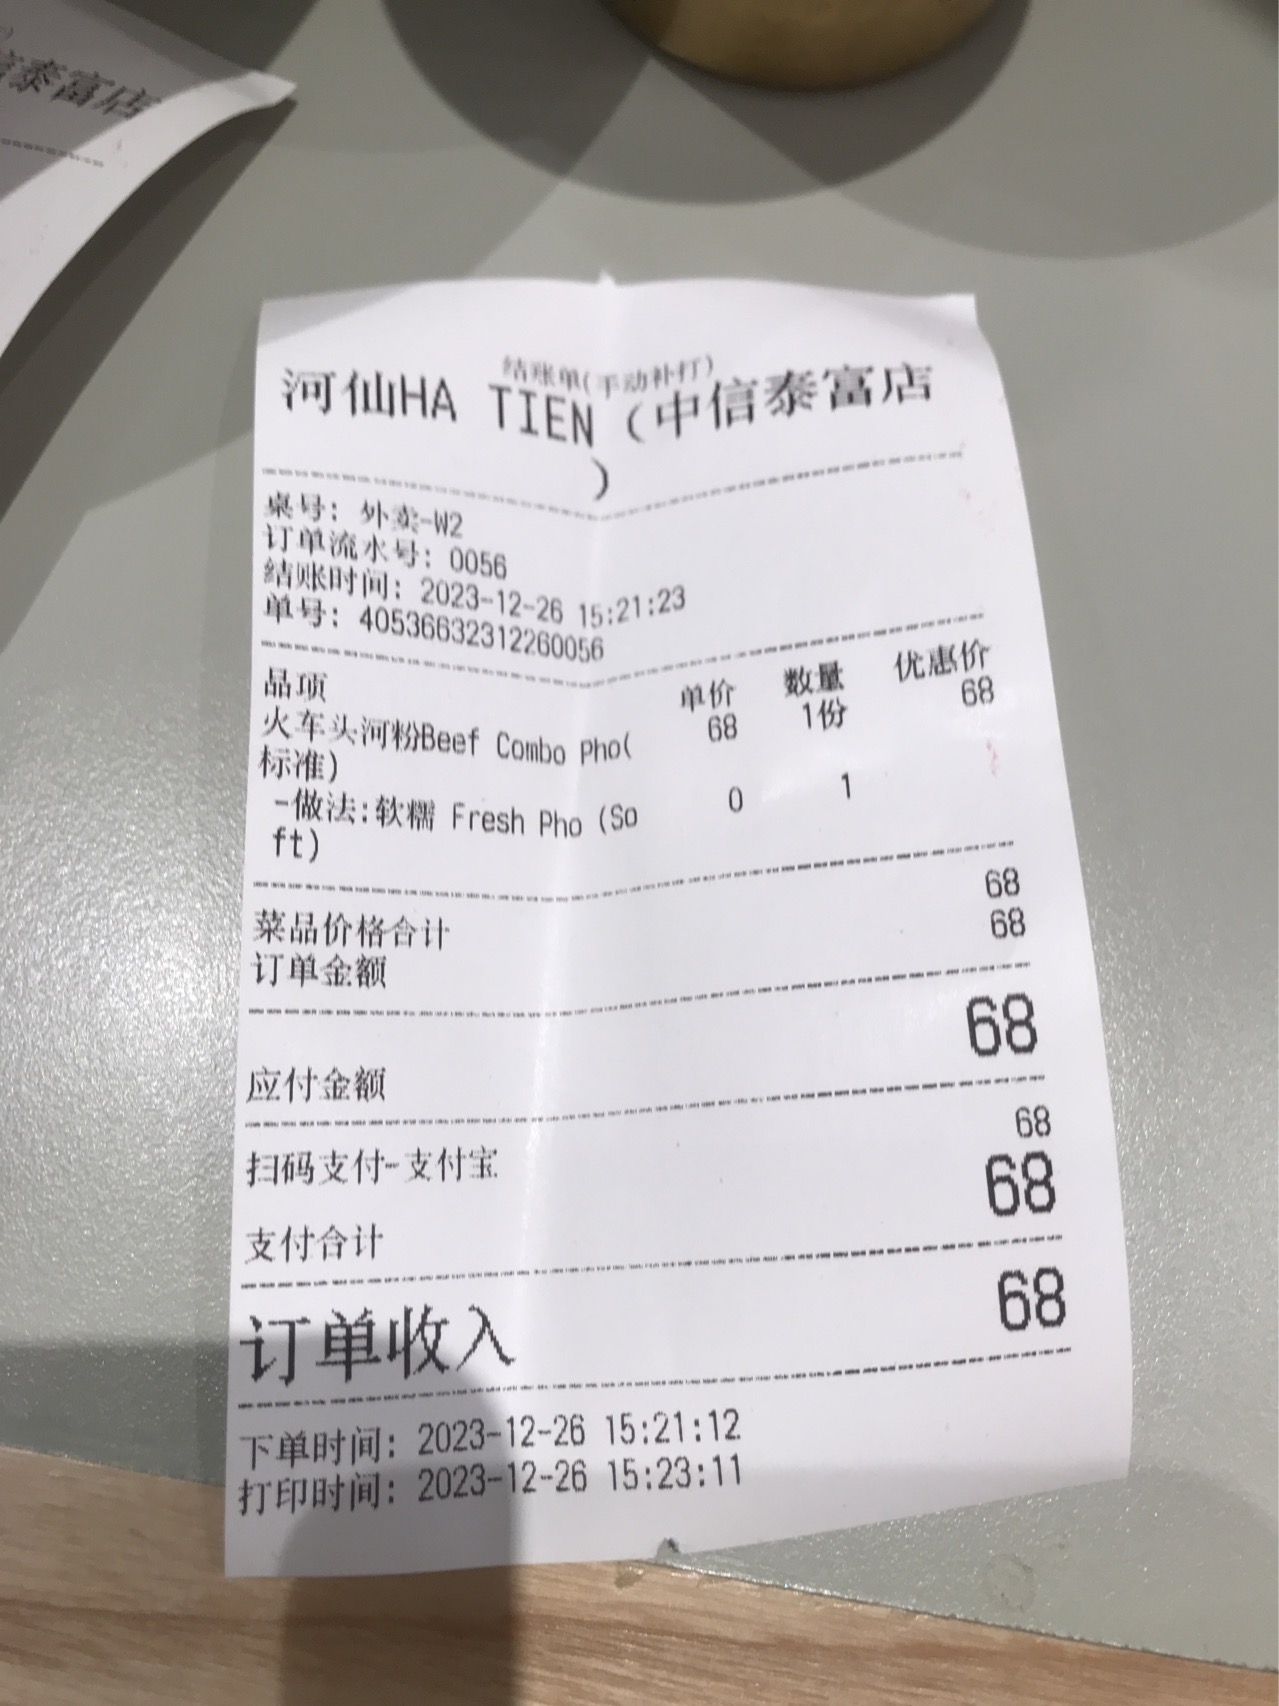 信泰富店
结账单(手动补打)
河仙HA TIEN (中信泰富店
)
桌号: 外卖-W2
订单流水号: 0056
结账时间: 2023-12-26 15:21:23
单号: 40536632312260056
品项 单价 数量 优惠价
火车头河粉Beef Combo Pho( 68 1份 68
标准)
-做法:软糯 Fresh Pho (So 0 1
ft)
菜品价格合计 68
订单金额 68
应付金额 68
扫码支付-支付宝 68
支付合计 68
订单收入 68
下单时间: 2023-12-26 15:21:12
打印时间: 2023-12-26 15:23:11